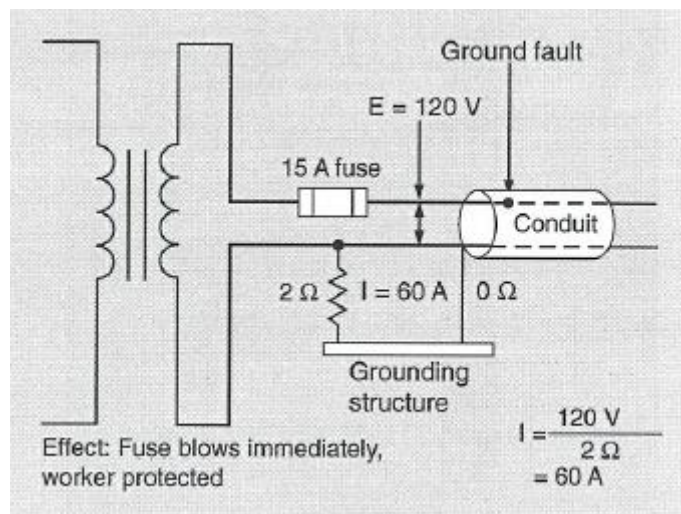 Ground fault
E = 120 V
15 A fuse
Conduit
2 Ω I = 60 A 0 Ω
Grounding
structure
Effect: Fuse blows immediately,
worker protected
I = 120 V
2 Ω
= 60 A